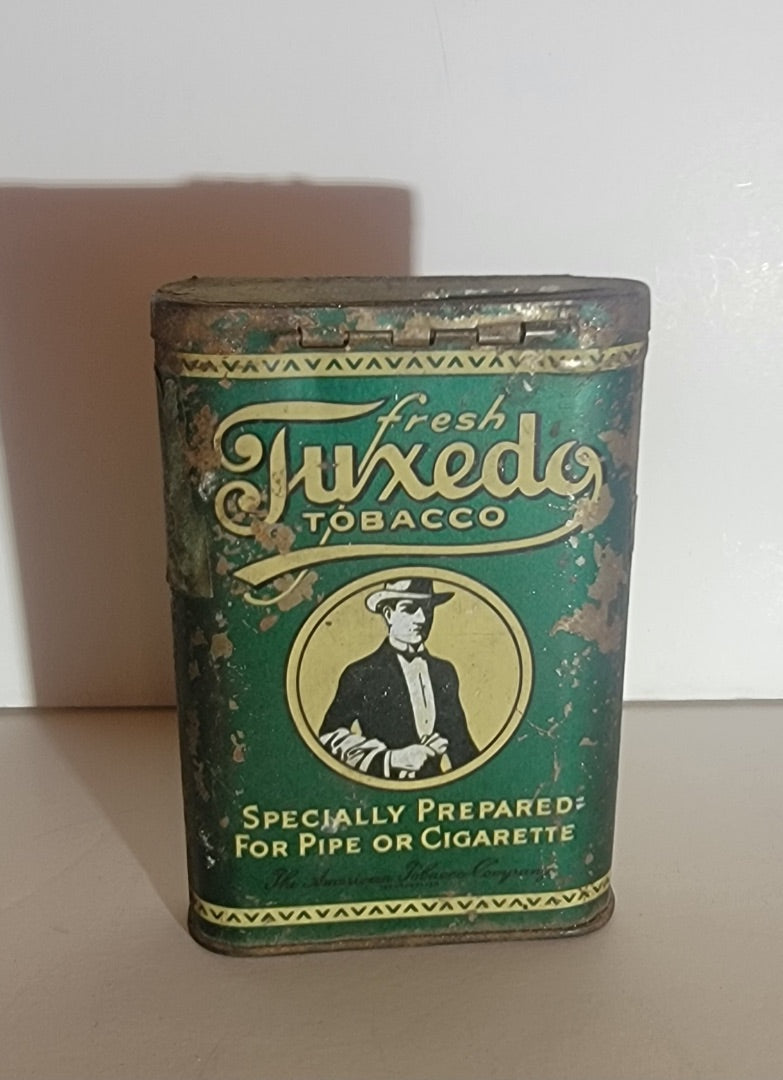 fresh
Tuxedo
TOBACCO
SPECIALLY PREPARED
FOR PIPE OR CIGARETTE
The American Tobacco Company